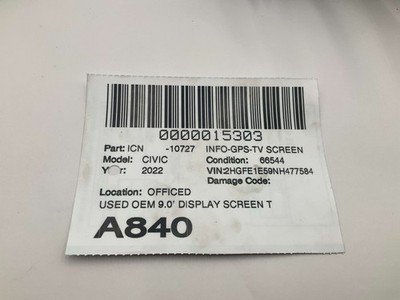 0000015303
Part: ICN -10727 INFO-GPS-TV SCREEN
Model: CIVIC Condition: 66544
Year: 2022 VIN:2HGFE1E59NH477584
Damage Code:
Location: OFFICED
USED OEM 9.0' DISPLAY SCREEN T
A840